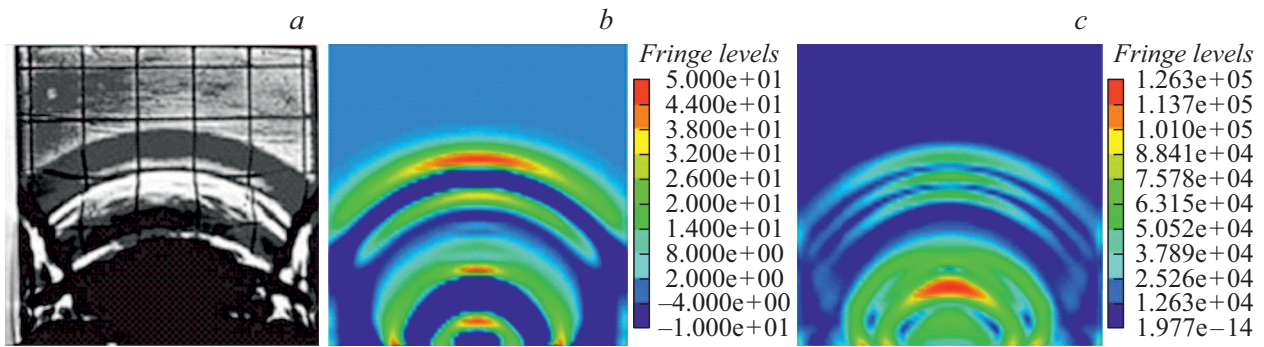 a
b
c
Fringe levels
5.000e+01
4.400e+01
3.800e+01
3.200e+01
2.600e+01
2.000e+01
1.400e+01
8.000e+00
2.000e+00
−4.000e+00
−1.000e+01
Fringe levels
1.263e+05
1.137e+05
1.010e+05
8.841e+04
7.578e+04
6.315e+04
5.052e+04
3.789e+04
2.526e+04
1.263e+04
1.977e−14